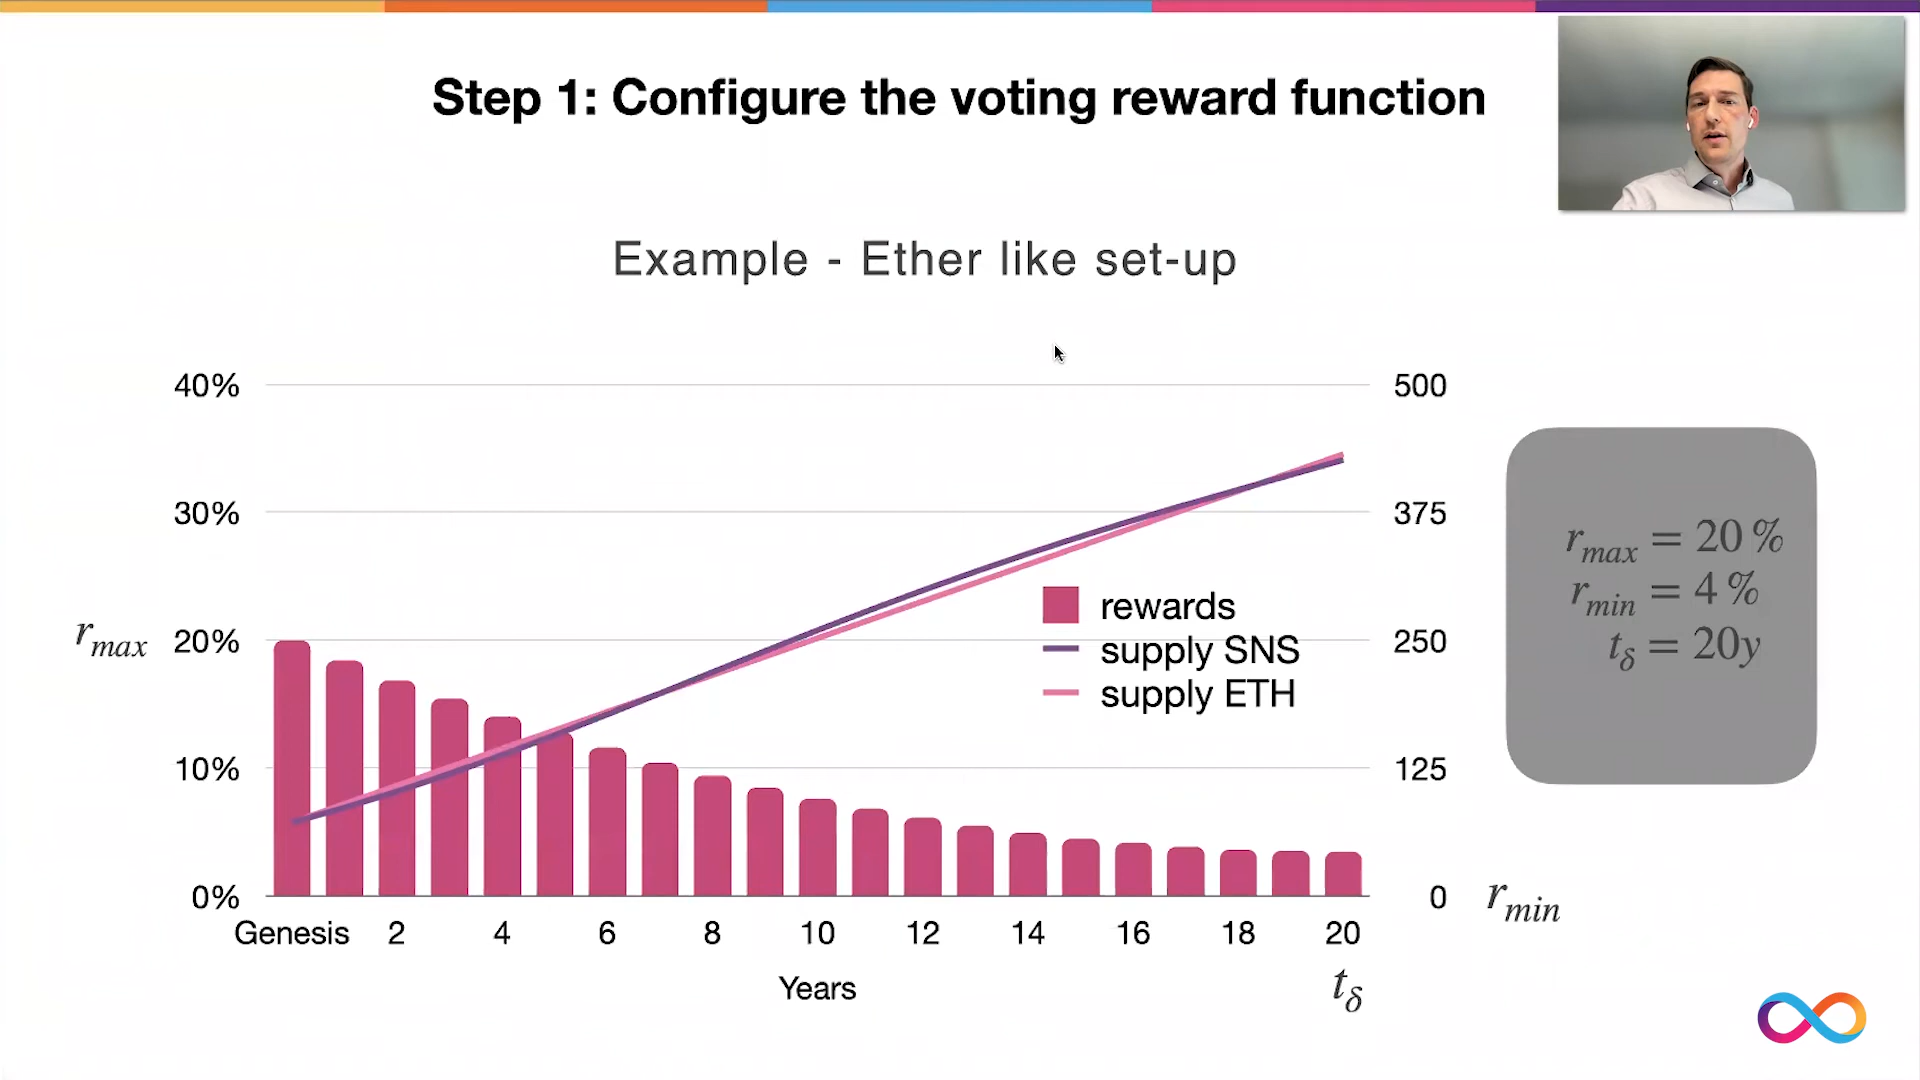 Step 1: Configure the voting reward function
Example - Ether like set-up
40%
30%
20%
10%
0%
r_max
500
375
250
125
0
r_min
rewards
supply SNS
supply ETH
r_max = 20 %
r_min = 4 %
t_δ = 20y
Genesis 2 4 6 8 10 12 14 16 18 20
Years
t_δ